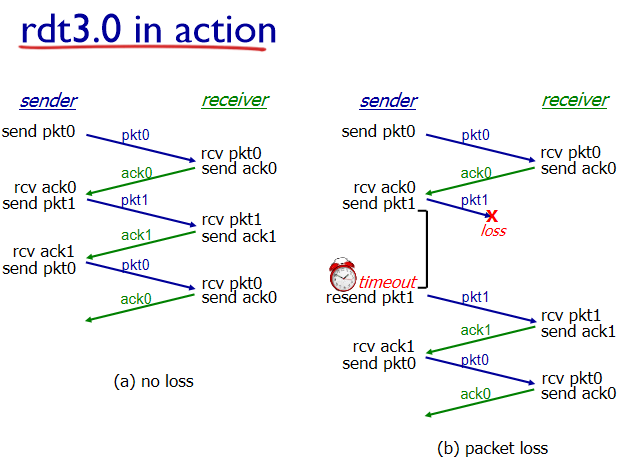 rdt3.0 in action
sender
receiver
send pkt0
pkt0
rcv pkt0
send ack0
ack0
rcv ack0
send pkt1
pkt1
rcv pkt1
send ack1
ack1
rcv ack1
send pkt0
pkt0
rcv pkt0
send ack0
ack0
(a) no loss
sender
receiver
send pkt0
pkt0
rcv pkt0
send ack0
ack0
rcv ack0
send pkt1
pkt1
X
loss
timeout
resend pkt1
pkt1
rcv pkt1
send ack1
ack1
rcv ack1
send pkt0
pkt0
rcv pkt0
send ack0
ack0
(b) packet loss